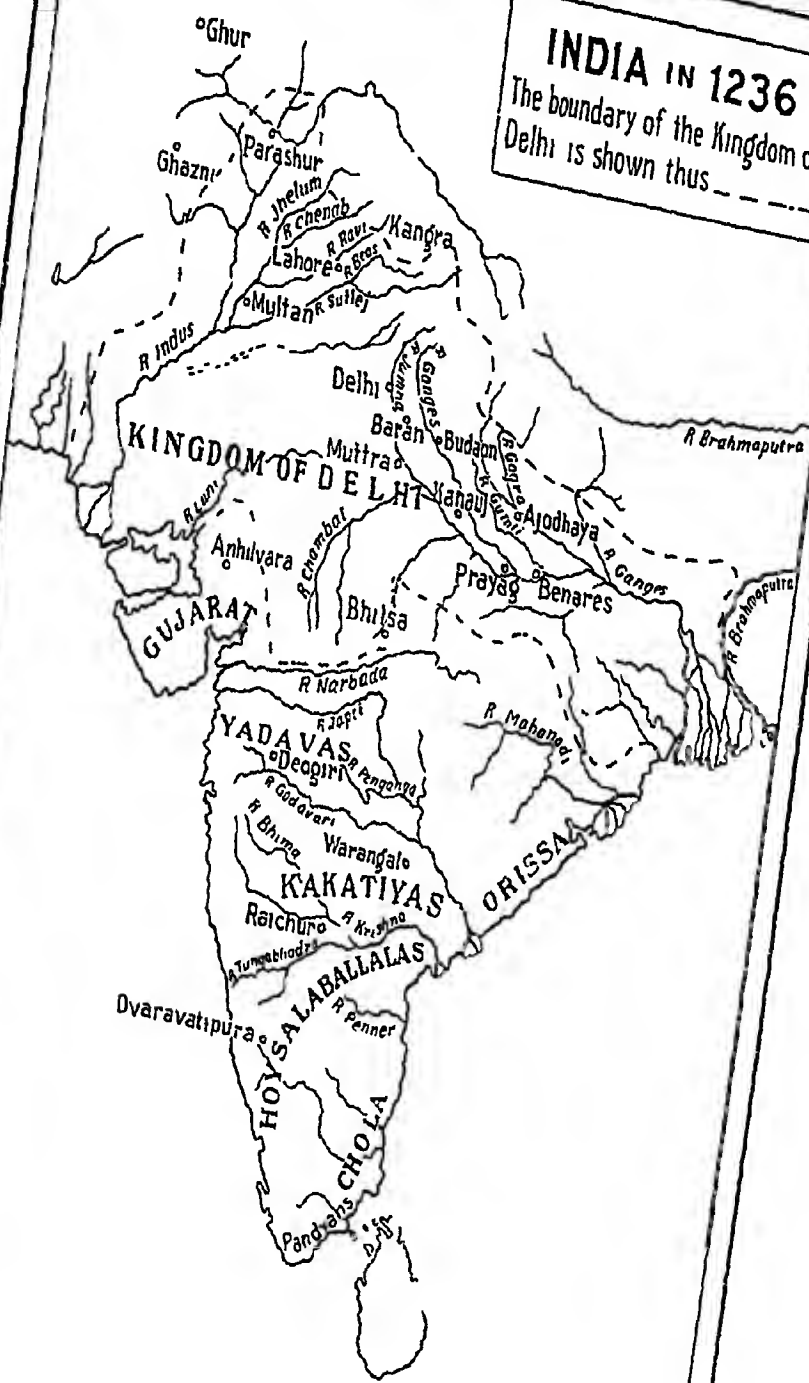 INDIA IN 1236
The boundary of the Kingdom o
Delhi is shown thus
Ghur
Parashur
Ghazni
R Jhelum
R Chenab
R Ravi
Kangra
Lahore
R Bias
Multan
R Sutlej
R Indus
Delhi
R Jumna
R Ganges
Baran
Budaon
R Gogra
R Brahmaputra
KINGDOM OF DELHI
Muttra
Kanauj
R Gumti
Ajodhaya
R Luni
Anhilvara
R Chambal
Prayag
Benares
R Ganges
R Brahmaputra
GUJARAT
Bhilsa
R Narbada
R Tapti
YADAVAS
Deogiri
R Penganga
R Mahanadi
R Godavari
R Bhima
Warangal
KAKATIYAS
ORISSA
Raichur
R Krishna
R Tungabhadra
HOYSALABALLALAS
Dvaravatipura
R Penner
CHOLA
Pandyans